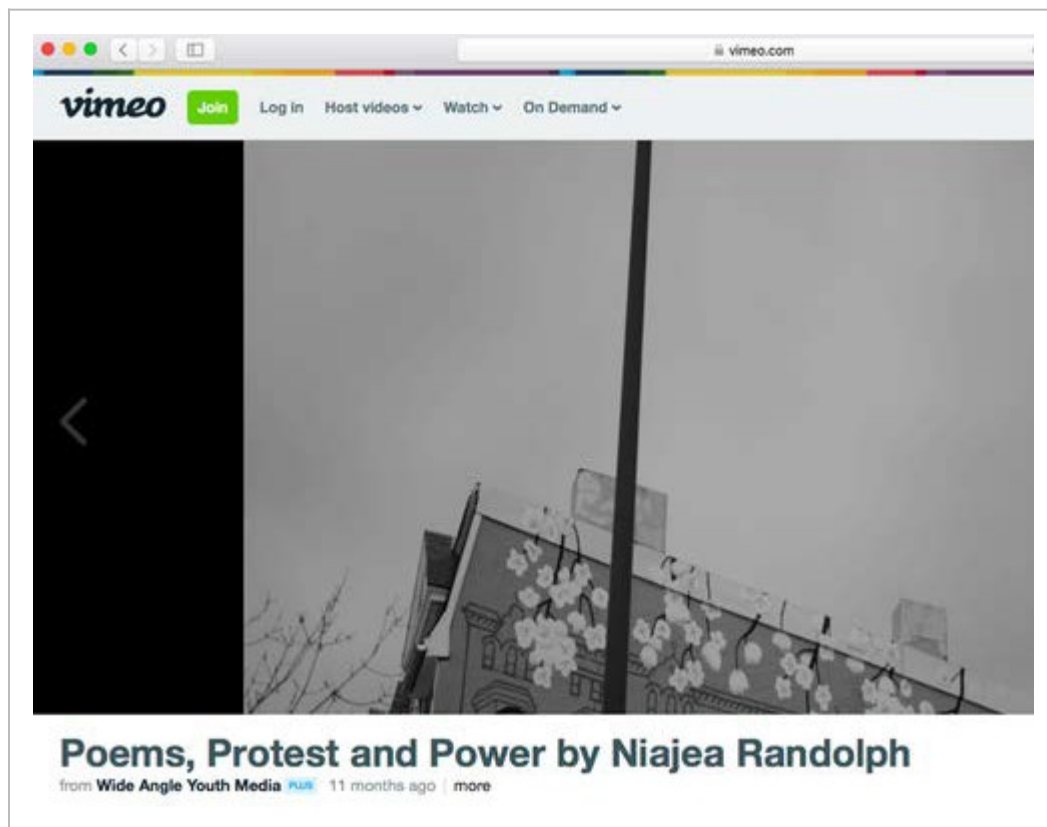 vimeo.com
vimeo Join Log in Host videos Watch On Demand
Poems, Protest and Power by Niajea Randolph
from Wide Angle Youth Media PLUS 11 months ago | more